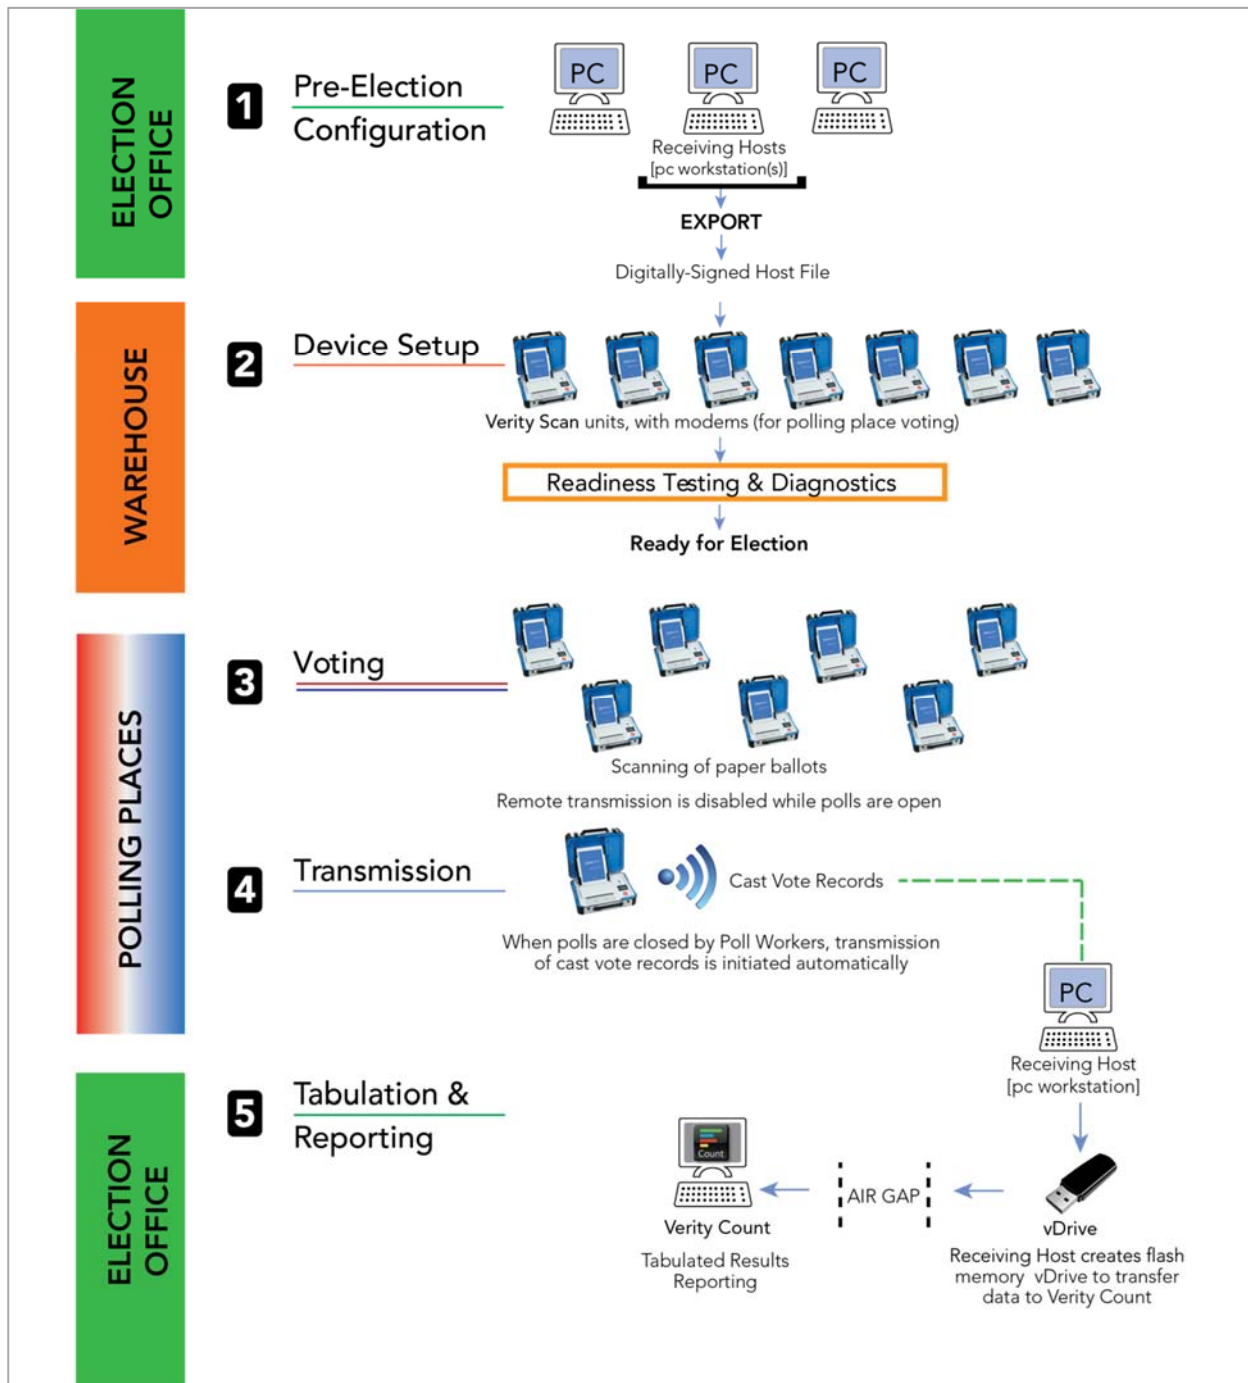 ELECTION
OFFICE
1
Pre-Election
Configuration
PC
PC
PC
Receiving Hosts
[pc workstation(s)]
EXPORT
Digitally-Signed Host File
WAREHOUSE
2
Device Setup
Verity Scan units, with modems (for polling place voting)
Readiness Testing & Diagnostics
Ready for Election
POLLING PLACES
3
Voting
Scanning of paper ballots
Remote transmission is disabled while polls are open
4
Transmission
Cast Vote Records
When polls are closed by Poll Workers, transmission
of cast vote records is initiated automatically
PC
Receiving Host
[pc workstation]
ELECTION
OFFICE
5
Tabulation &
Reporting
Count
Verity Count
Tabulated Results
Reporting
AIR GAP
vDrive
Receiving Host creates flash
memory vDrive to transfer
data to Verity Count